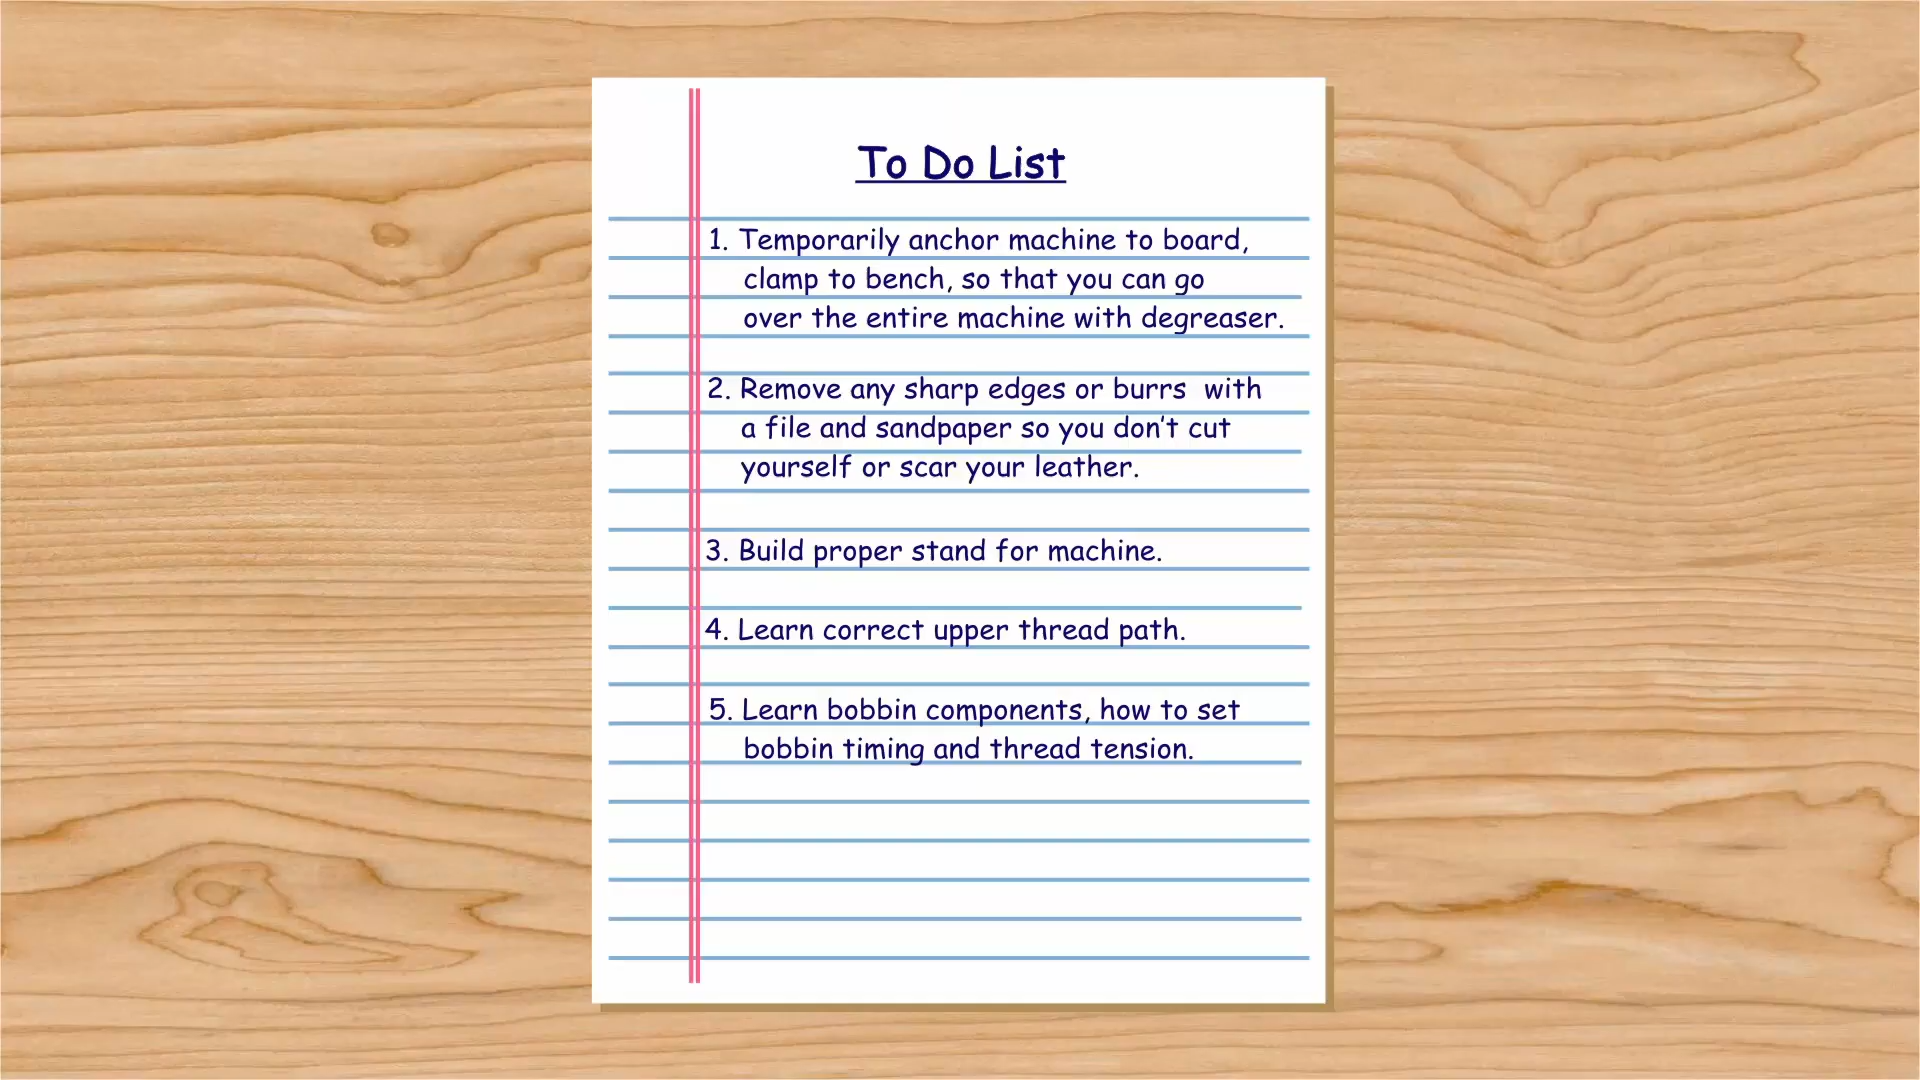 To Do List
1. Temporarily anchor machine to board,
clamp to bench, so that you can go
over the entire machine with degreaser.
2. Remove any sharp edges or burrs  with
a file and sandpaper so you don't cut
yourself or scar your leather.
3. Build proper stand for machine.
4. Learn correct upper thread path.
5. Learn bobbin components, how to set
bobbin timing and thread tension.